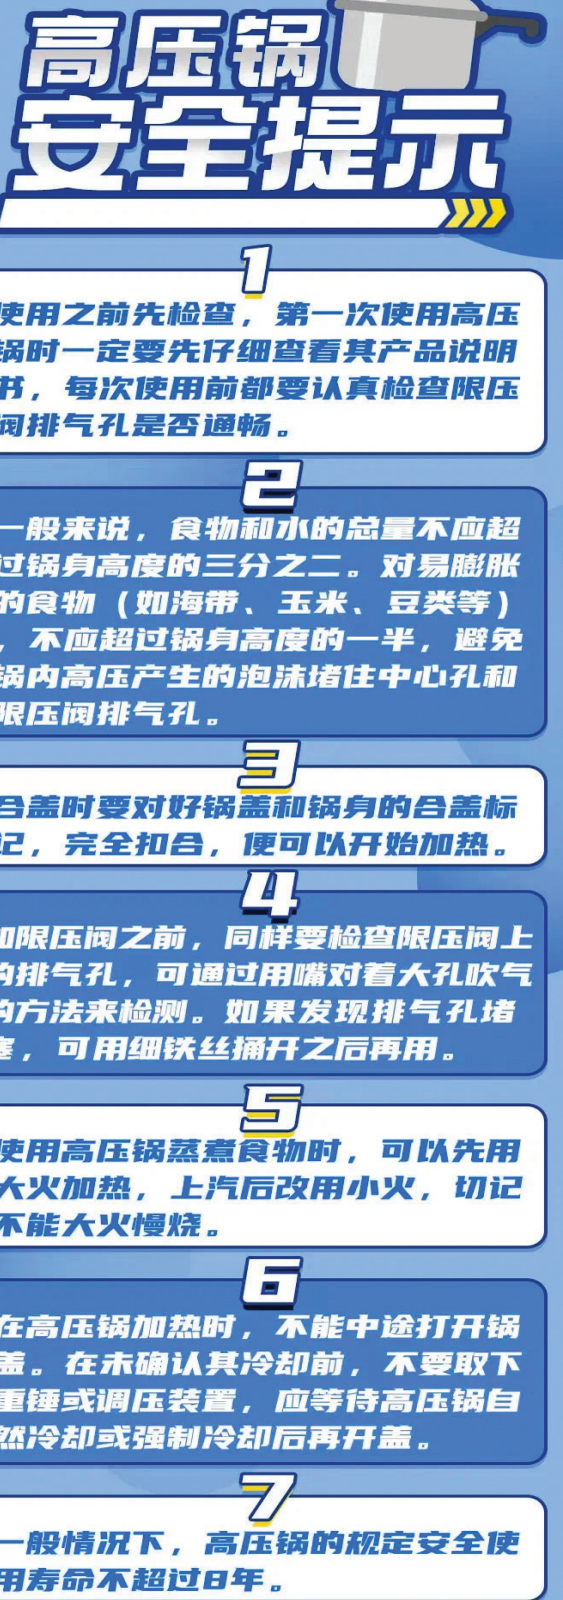 高压锅
安全提示
1
使用之前先检查，第一次使用高压
锅时一定要先仔细查看其产品说明
书，每次使用前都要认真检查限压
阀排气孔是否通畅。
2
一般来说，食物和水的总量不应超
过锅身高度的三分之二。对易膨胀
的食物（如海带、玉米、豆类等）
，不应超过锅身高度的一半，避免
锅内高压产生的泡沫堵住中心孔和
限压阀排气孔。
3
合盖时要对好锅盖和锅身的合盖标
记，完全扣合，便可以开始加热。
4
加限压阀之前，同样要检查限压阀上
的排气孔，可通过用嘴对着大孔吹气
的方法来检测。如果发现排气孔堵
塞，可用细铁丝捅开之后再用。
5
使用高压锅蒸煮食物时，可以先用
大火加热，上汽后改用小火，切记
不能大火慢烧。
6
在高压锅加热时，不能中途打开锅
盖。在未确认其冷却前，不要取下
重锤或调压装置，应等待高压锅自
然冷却或强制冷却后再开盖。
7
一般情况下，高压锅的规定安全使
用寿命不超过8年。